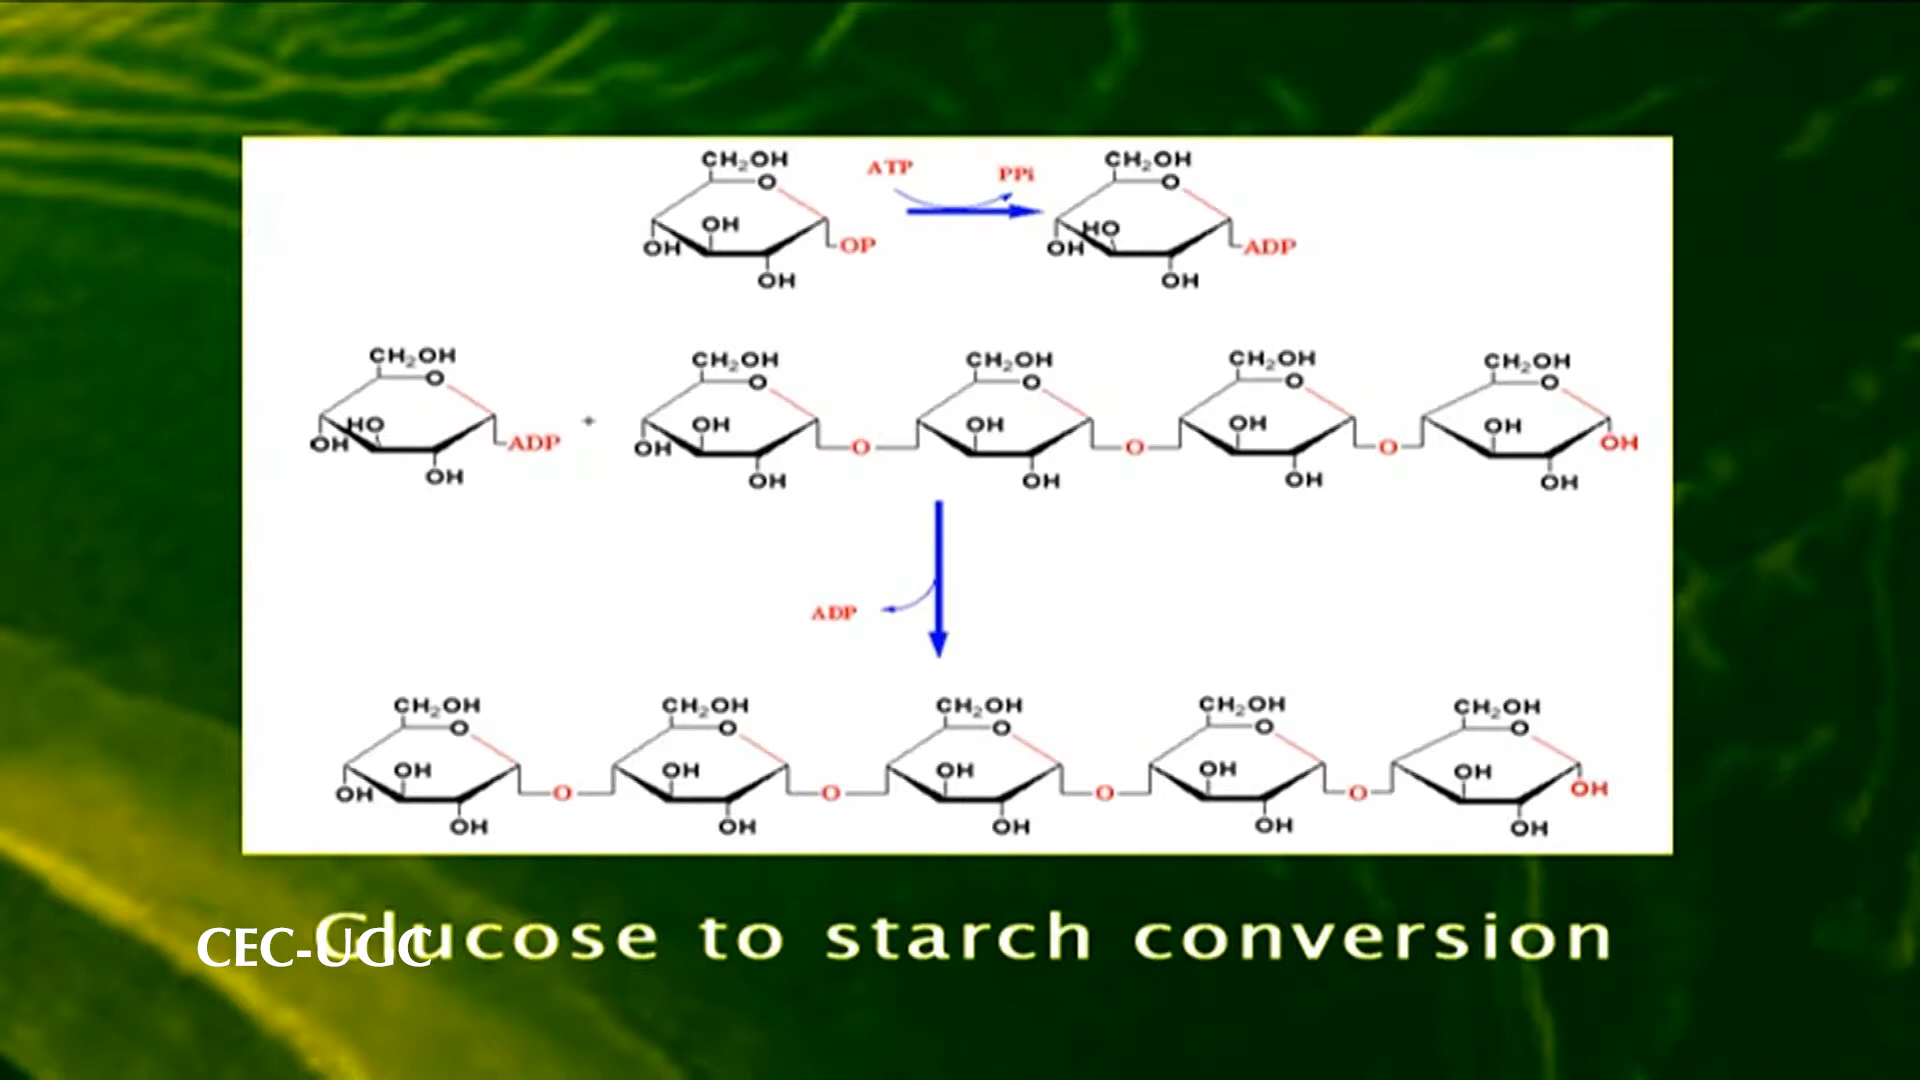 CH₂OH ATP PPi CH₂OH
O O
OH HO
OH OP OH ADP
OH OH
CH₂OH CH₂OH CH₂OH CH₂OH CH₂OH
O O O O O
HO OH OH OH OH
OH ADP + OH O O O OH
OH OH OH OH OH
ADP
CH₂OH CH₂OH CH₂OH CH₂OH CH₂OH
O O O O O
OH OH OH OH OH
OH O O O O OH
OH OH OH OH OH
Glucose to starch conversion
CEC-UGC